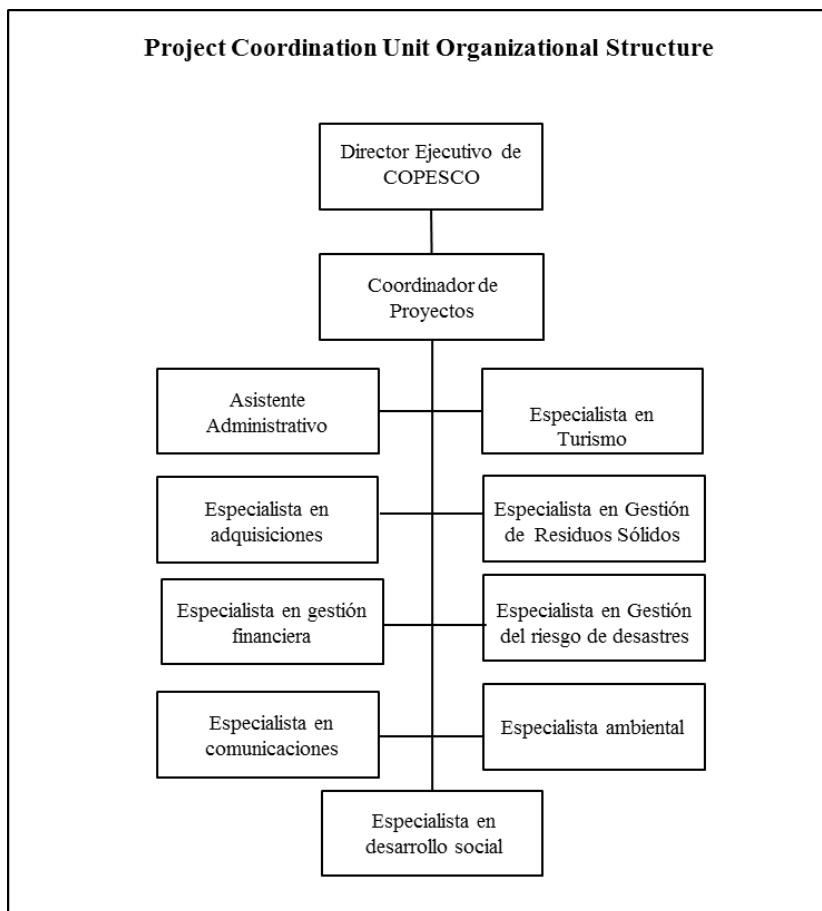 Project Coordination Unit Organizational Structure
Director Ejecutivo de
COPESCO
Coordinador de
Proyectos
Asistente
Administrativo
Especialista en
Turismo
Especialista en
adquisiciones
Especialista en Gestión
de Residuos Sólidos
Especialista en gestión
financiera
Especialista en Gestión
del riesgo de desastres
Especialista en
comunicaciones
Especialista ambiental
Especialista en
desarrollo social